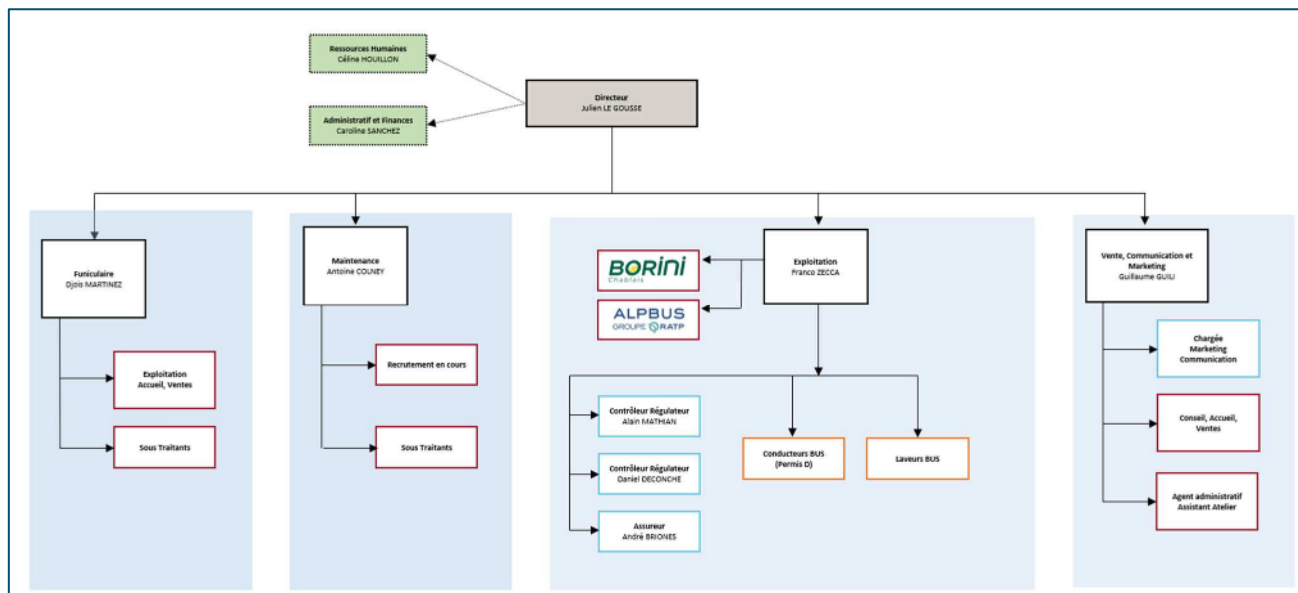 Ressources Humaines
Céline HOUILLON
Directeur
Julien LE GOUSSE
Administratif et Finances
Caroline SANCHEZ
Funiculaire
Djois MARTINEZ
Exploitation
Accueil, Ventes
Sous Traitants
Maintenance
Antoine COLNEY
Recrutement en cours
Sous Traitants
Exploitation
Franco ZECCA
BORINI
Chablais
ALPBUS
GROUPE RATP
Contrôleur Régulateur
Alain MATHIAN
Contrôleur Régulateur
Daniel DECONCHE
Assureur
André BRIONES
Conducteurs BUS
(Permis D)
Laveurs BUS
Vente, Communication et
Marketing
Guillaume GUILI
Chargée
Marketing
Communication
Conseil, Accueil,
Ventes
Agent administratif
Assistant Atelier